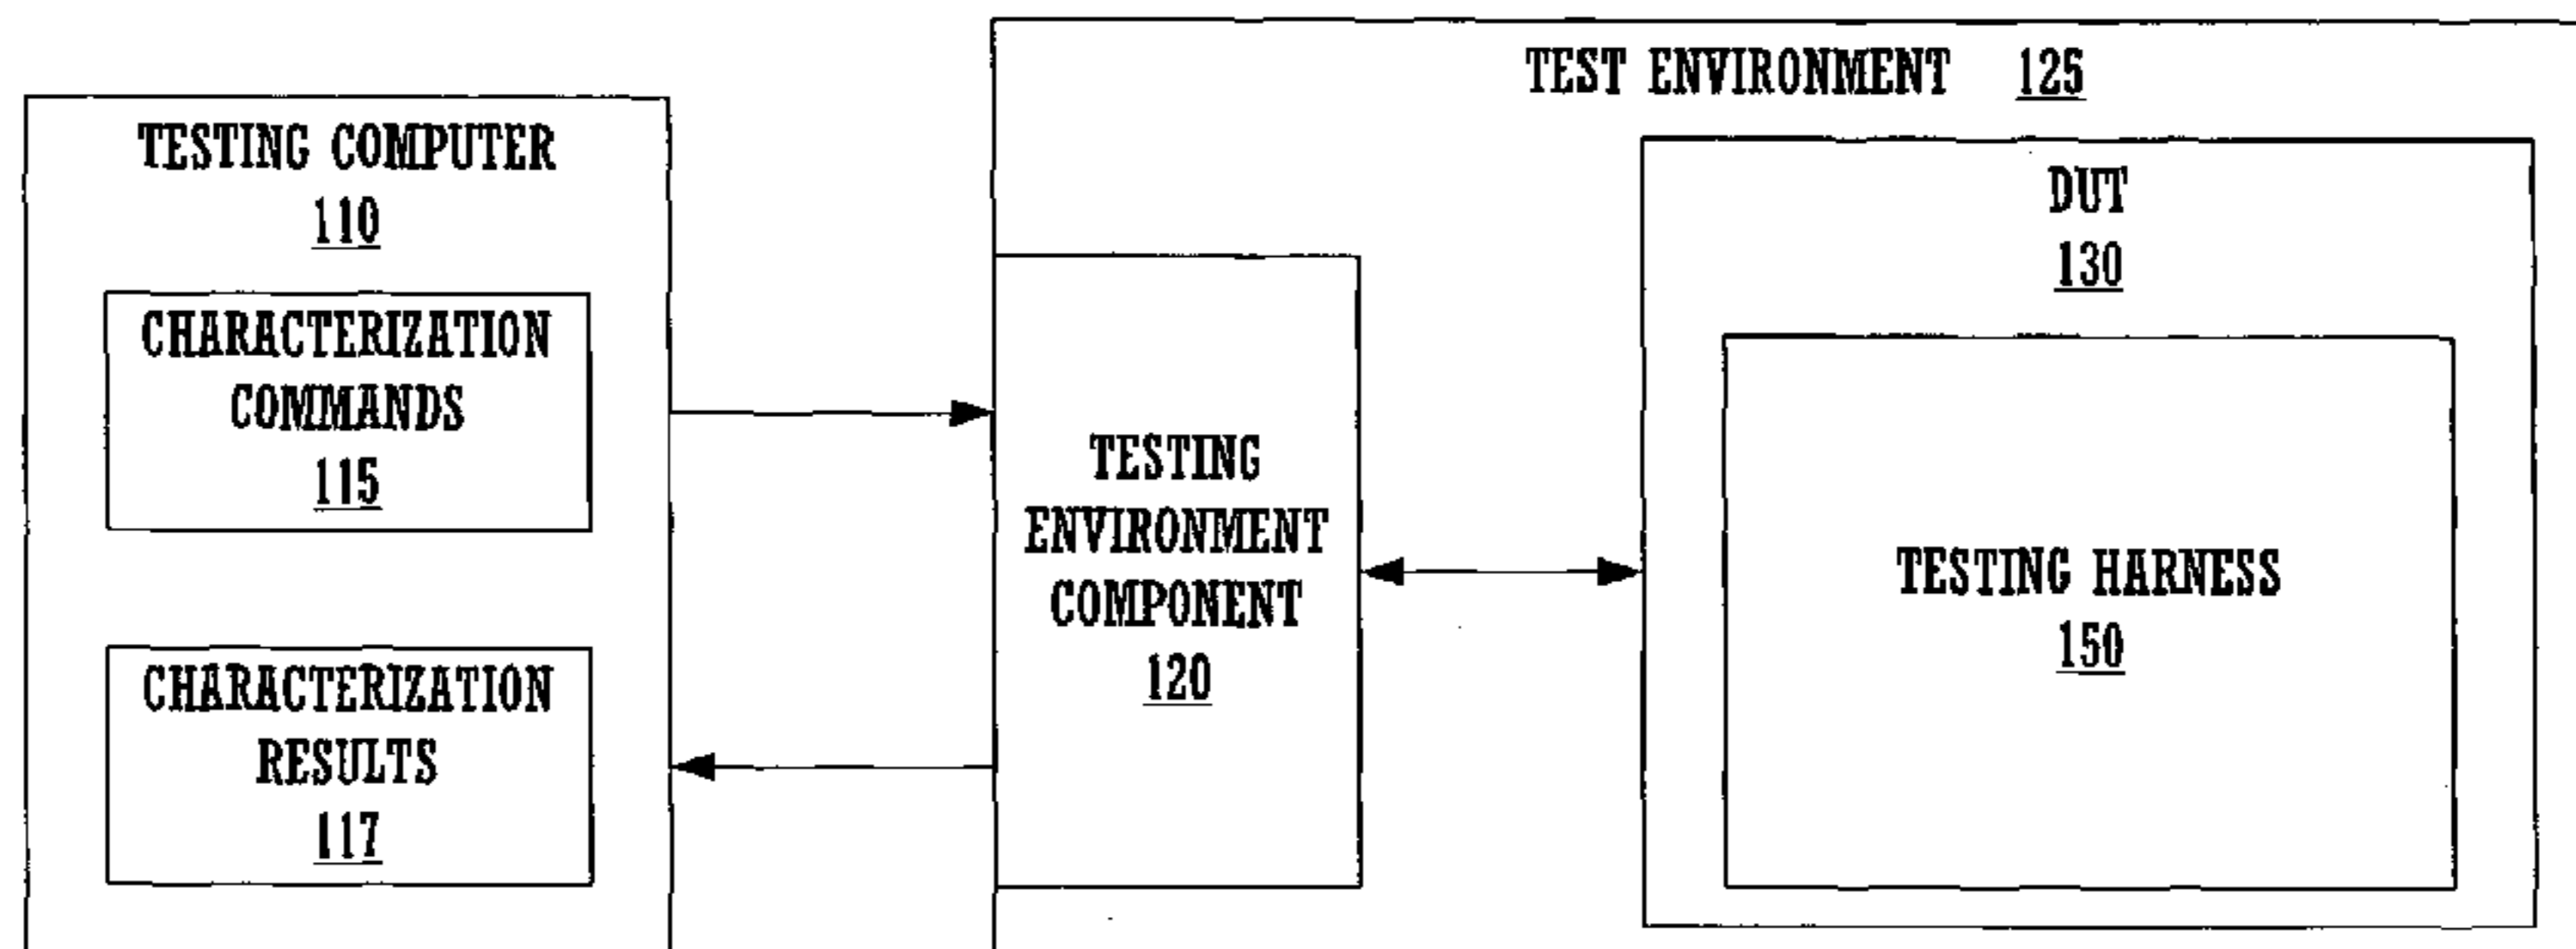 TEST ENVIRONMENT 125
TESTING COMPUTER
110
CHARACTERIZATION
COMMANDS
115
CHARACTERIZATION
RESULTS
117
TESTING
ENVIRONMENT
COMPONENT
120
DUT
130
TESTING HARNESS
150